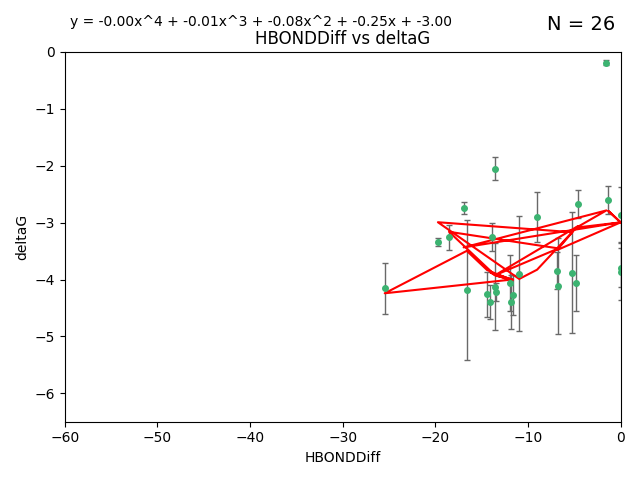 y = -0.00x^4 + -0.01x^3 + -0.08x^2 + -0.25x + -3.00
N = 26
HBONDDiff vs deltaG
0
−1
−2
−3
−4
−5
−6
deltaG
−60 −50 −40 −30 −20 −10 0
HBONDDiff